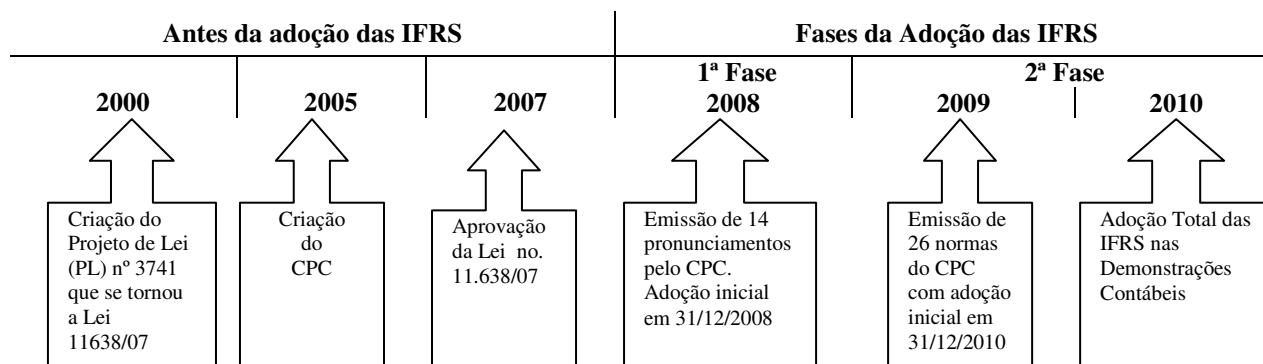 Antes da adoção das IFRS
Fases da Adoção das IFRS
1ª Fase
2ª Fase
2000
2005
2007
2008
2009
2010
Criação do
Projeto de Lei
(PL) nº 3741
que se tornou
a Lei
11638/07
Criação
do
CPC
Aprovação
da Lei no.
11.638/07
Emissão de 14
pronunciamentos
pelo CPC.
Adoção inicial
em 31/12/2008
Emissão de
26 normas
do CPC
com adoção
inicial em
31/12/2010
Adoção Total das
IFRS nas
Demonstrações
Contábeis